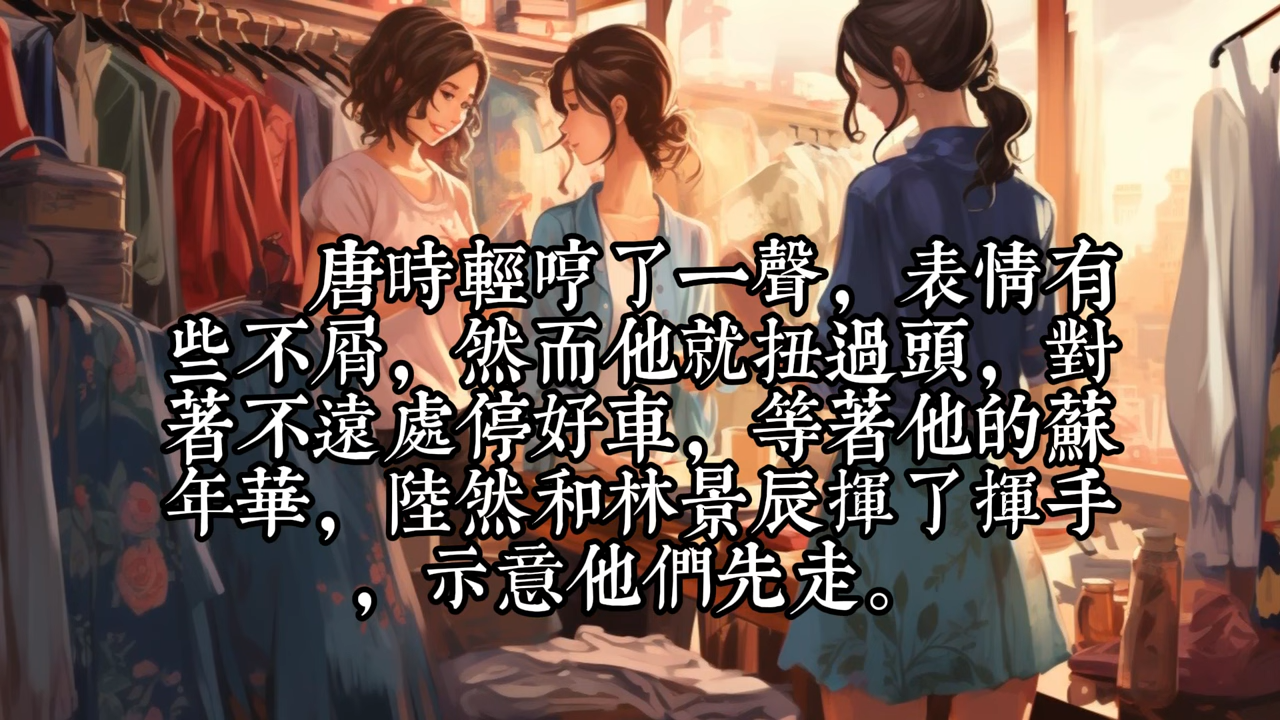 唐時輕哼了一聲，表情有
些不屑，然而他就扭過頭，對
著不遠處停好車，等著他的蘇
年華，陸然和林景辰揮了揮手
，示意他們先走。